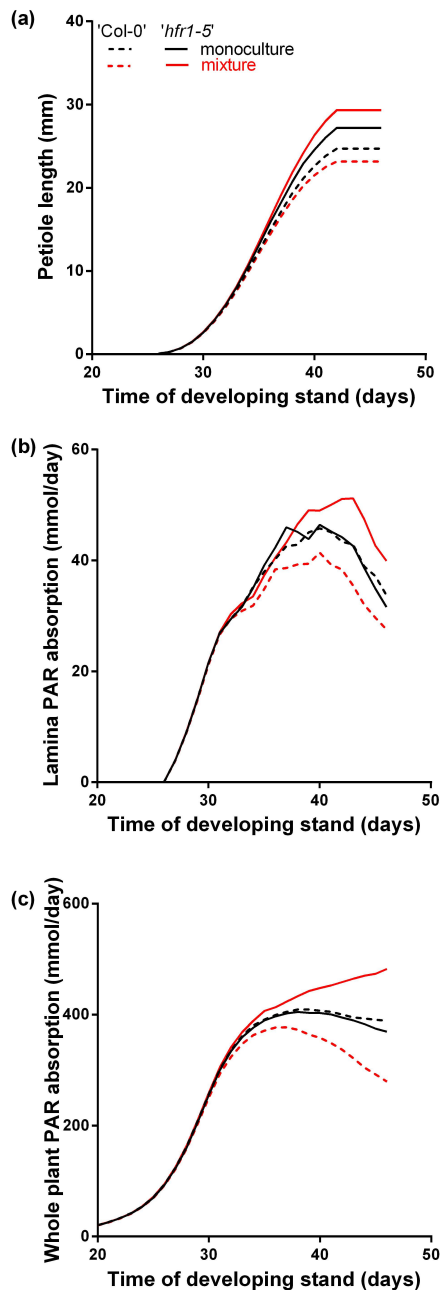 (a)
'Col-0' 'hfr1-5'
monoculture
mixture
Petiole length (mm)
40
30
20
10
0
20 30 40 50
Time of developing stand (days)
(b)
Lamina PAR absorption (mmol/day)
60
40
20
0
20 30 40 50
Time of developing stand (days)
(c)
Whole plant PAR absorption (mmol/day)
600
400
200
0
20 30 40 50
Time of developing stand (days)